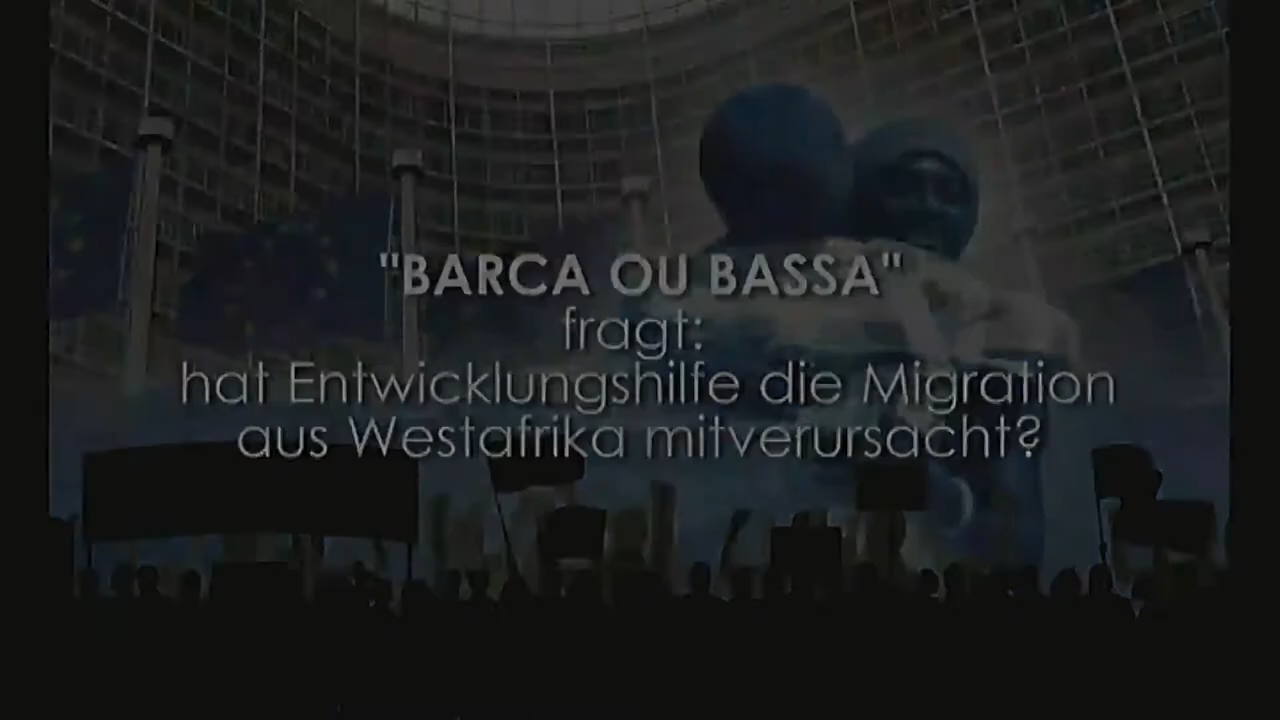 "BARCA OU BASSA"
fragt:
hat Entwicklungshilfe die Migration
aus Westafrika mitverursacht?